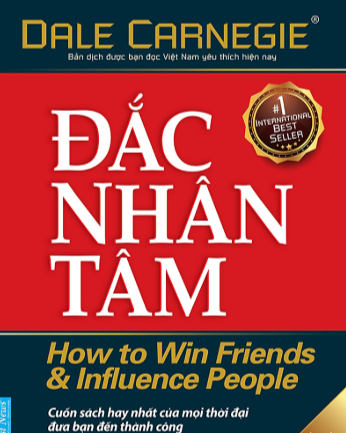 DALE CARNEGIE®
Bản dịch được bạn đọc Việt Nam yêu thích hiện nay
#1
INTERNATIONAL
BEST
SELLER
ĐẮC
NHÂN
TÂM
How to Win Friends
& Influence People
Cuốn sách hay nhất của mọi thời đại
đưa bạn đến thành công
st News